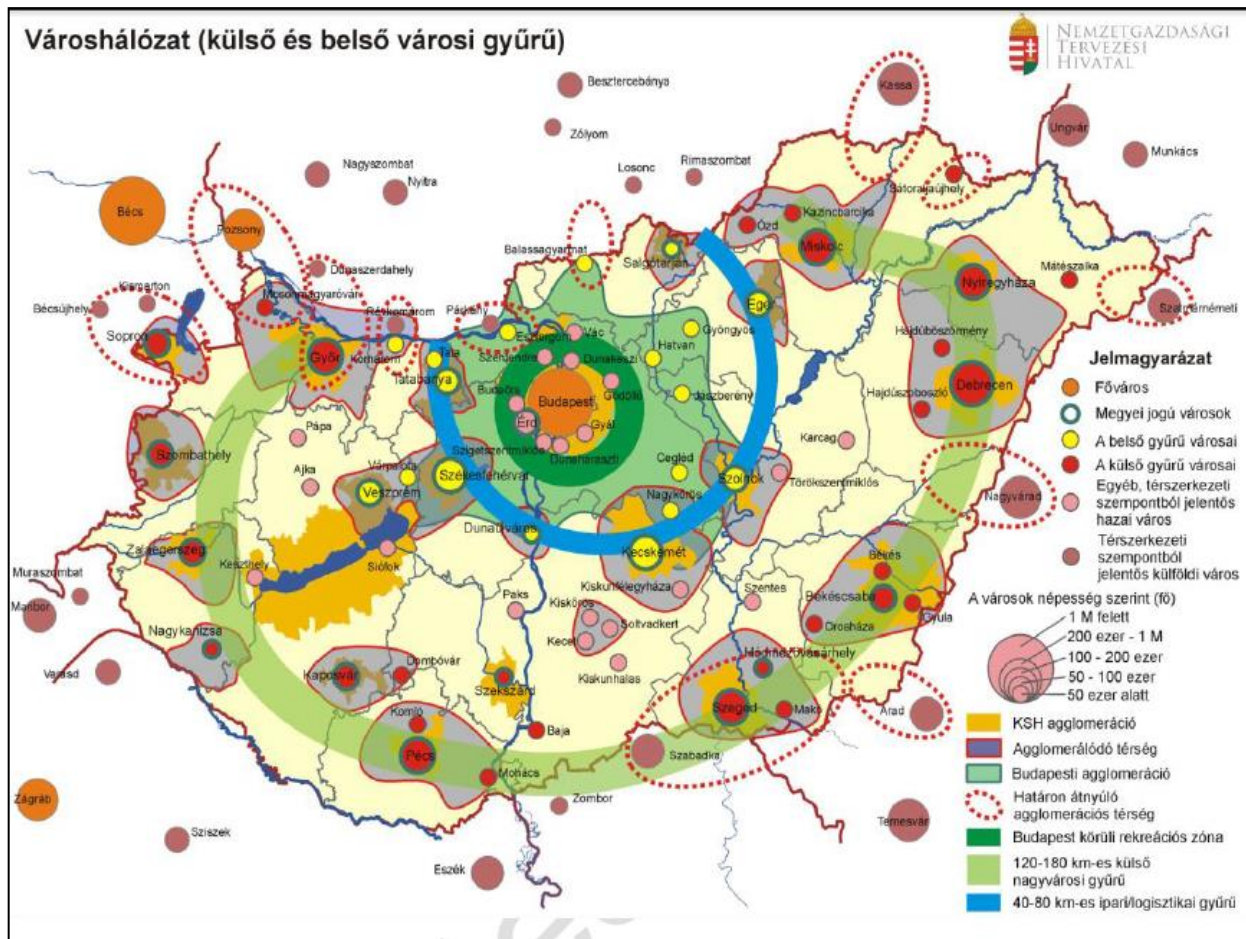 Városhálózat (külső és belső városi gyűrű)
NEMZETGAZDASÁGI
TERVEZÉSI
HIVATAL
Besztercebánya
Kassa
Zólyom
Ungvár
Munkács
Nagyszombat
Nyitra
Losonc
Rimaszombat
Sátoraljaújhely
Bécs
Pozsony
Kazincbarcika
Ózd
Miskolc
Balassagyarmat
Salgótarján
Dunaszerdahely
Kismarton
Mosonmagyaróvár
Bécsújhely
Révkomárom
Párkány
Nyíregyháza
Mátészalka
Szatmárnémeti
Eger
Sopron
Győr
Komárom
Tata
Esztergom
Vác
Gyöngyös
Hatvan
Hajdúböszörmény
Szentendre
Dunakeszi
Tatabánya
Gödöllő
Budaörs
Budapest
Jászberény
Hajdúszoboszló
Debrecen
Érd
Gyál
Pápa
Szigetszentmiklós
Dunaharaszti
Karcag
Szombathely
Ajka
Várpalota
Székesfehérvár
Cegléd
Szolnok
Törökszentmiklós
Veszprém
Nagykőrös
Nagyvárad
Dunaújváros
Zalaegerszeg
Keszthely
Siófok
Kecskemét
Békés
Muraszombat
Kiskunfélegyháza
Maribor
Paks
Kiskőrös
Szentes
Békéscsaba
Gyula
Soltvadkert
Orosháza
Nagykanizsa
Kecel
Varasd
Dombóvár
Kaposvár
Kiskunhalas
Hódmezővásárhely
Szekszárd
Komló
Szeged
Makó
Arad
Pécs
Baja
Szabadka
Mohács
Zágráb
Zombor
Temesvár
Sziszek
Eszék
Jelmagyarázat
Főváros
Megyei jogú városok
A belső gyűrű városai
A külső gyűrű városai
Egyéb, térszerkezeti
szempontból jelentős
hazai város
Térszerkezeti
szempontból
jelentős külföldi város
A városok népesség szerint (fő)
1 M felett
200 ezer - 1 M
100 - 200 ezer
50 - 100 ezer
50 ezer alatt
KSH agglomeráció
Agglomerálódó térség
Budapesti agglomeráció
Határon átnyúló
agglomerációs térség
Budapest körüli rekreációs zóna
120-180 km-es külső
nagyvárosi gyűrű
40-80 km-es ipari/logisztikai gyűrű